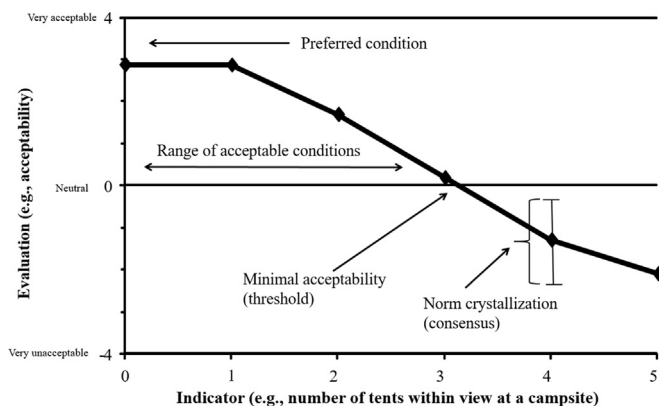 Very acceptable
4
Preferred condition
Evaluation (e.g., acceptability)
Range of acceptable conditions
Neutral
0
Minimal acceptability
(threshold)
Norm crystallization
(consensus)
Very unacceptable
-4
0 1 2 3 4 5
Indicator (e.g., number of tents within view at a campsite)